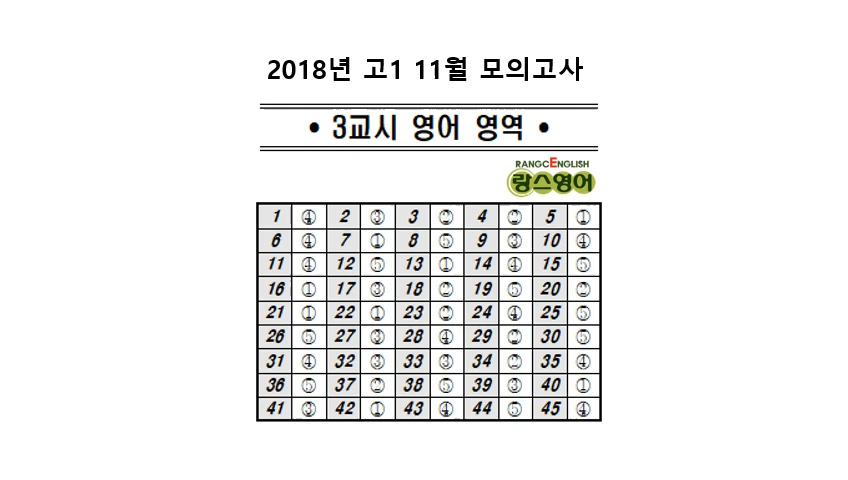 2018년 고1 11월 모의고사
• 3교시 영어 영역 •
RANGCENGLISH
랑스영어
1 ④ 2 ③ 3 ② 4 ② 5 ①
6 ④ 7 ① 8 ⑤ 9 ③ 10 ④
11 ④ 12 ⑤ 13 ① 14 ④ 15 ⑤
16 ① 17 ③ 18 ② 19 ⑤ 20 ②
21 ① 22 ① 23 ② 24 ④ 25 ⑤
26 ⑤ 27 ③ 28 ④ 29 ② 30 ⑤
31 ④ 32 ③ 33 ③ 34 ② 35 ④
36 ⑤ 37 ② 38 ⑤ 39 ③ 40 ①
41 ③ 42 ① 43 ④ 44 ⑤ 45 ④